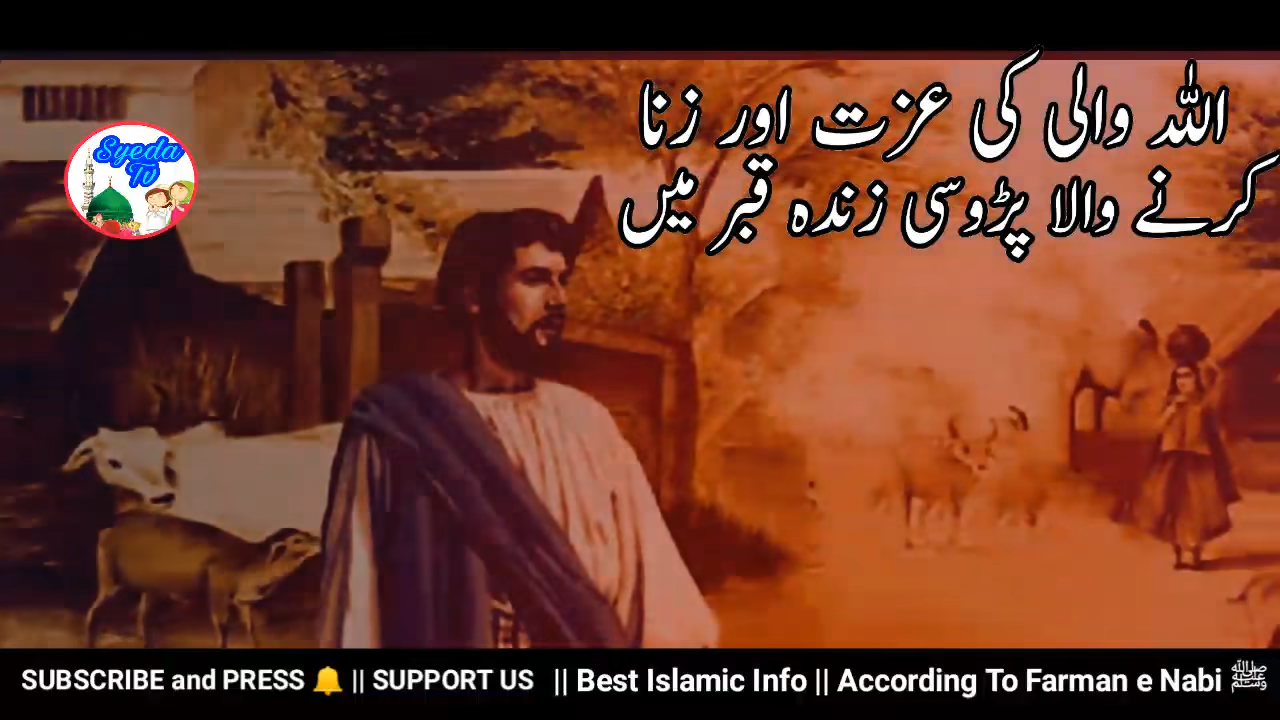 اللہ والی کی عزت اور زنا
کرنے والا پڑوسی زندہ قبر میں
Syeda
Tv
SUBSCRIBE and PRESS 🔔 || SUPPORT US || Best Islamic Info || According To Farman e Nabi ﷺ